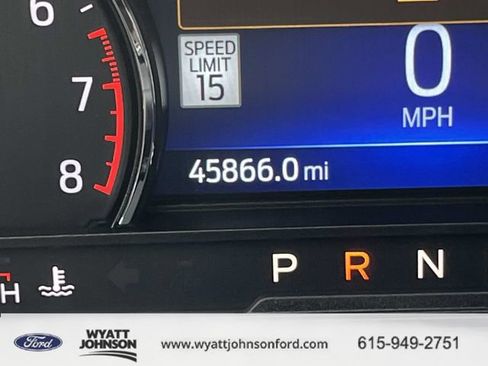 6
7
8
SPEED
LIMIT
15
0
MPH
45866.0 mi
P R N
H
Ford
WYATT
JOHNSON
www.wyattjohnsonford.com
615-949-2751